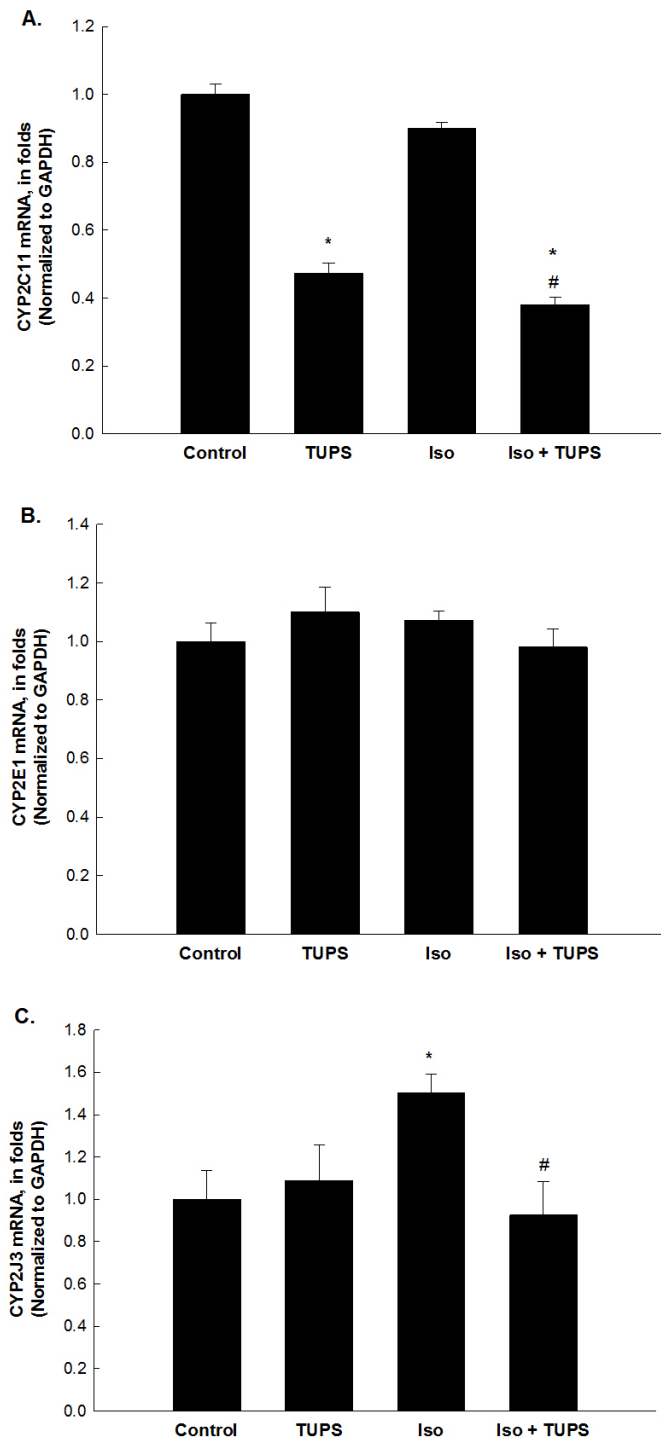 A.
CYP2C11 mRNA, in folds
(Normalized to GAPDH)
1.2
1.0
0.8
0.6
0.4
0.2
0.0
*
*
#
Control TUPS Iso Iso + TUPS
B.
CYP2E1 mRNA, in folds
(Normalized to GAPDH)
1.4
1.2
1.0
0.8
0.6
0.4
0.2
0.0
Control TUPS Iso Iso + TUPS
C.
CYP2J3 mRNA, in folds
(Normalized to GAPDH)
1.8
1.6
1.4
1.2
1.0
0.8
0.6
0.4
0.2
0.0
*
#
Control TUPS Iso Iso + TUPS